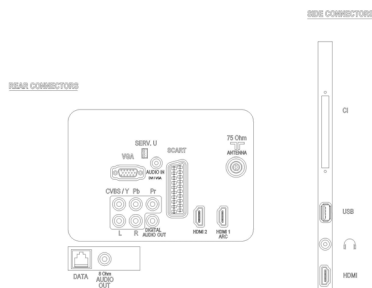 SIDE CONNECTORS
REAR CONNECTORS
CI
75 Ohm
SERV. U
SCART
ANTENNA
VGA
AUDIO IN
CVBS / Y Pb Pr
USB
L R DIGITAL AUDIO OUT
HDMI 2
HDMI 1 ARC
DATA
8 Ohm AUDIO OUT
HDMI